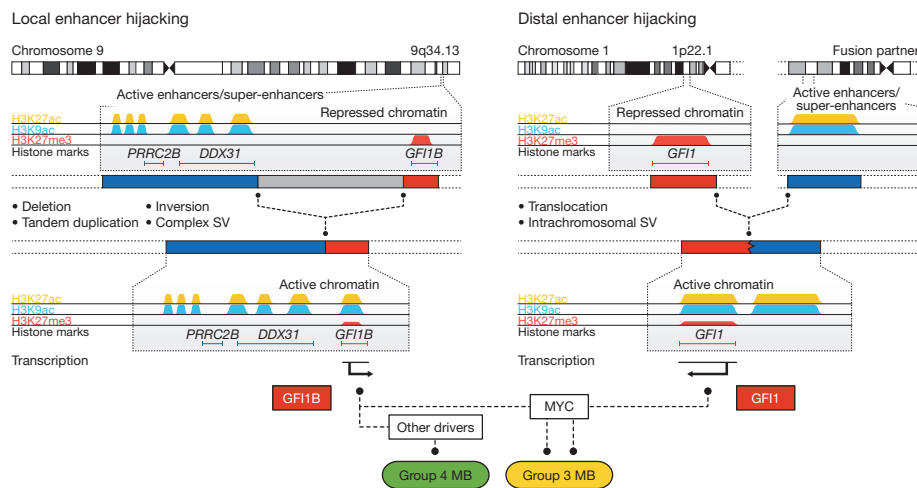 Local enhancer hijacking
Chromosome 9
9q34.13
Active enhancers/super-enhancers
Repressed chromatin
H3K27ac
H3K9ac
H3K27me3
Histone marks
PRRC2B
DDX31
GFI1B
• Deletion
• Tandem duplication
• Inversion
• Complex SV
Active chromatin
H3K27ac
H3K9ac
H3K27me3
Histone marks
PRRC2B
DDX31
GFI1B
Transcription
GFI1B
Distal enhancer hijacking
Chromosome 1
1p22.1
Fusion partner
Repressed chromatin
Active enhancers/
super-enhancers
H3K27ac
H3K9ac
H3K27me3
Histone marks
GFI1
• Translocation
• Intrachromosomal SV
Active chromatin
H3K27ac
H3K9ac
H3K27me3
Histone marks
GFI1
Transcription
GFI1
MYC
Other drivers
Group 4 MB
Group 3 MB